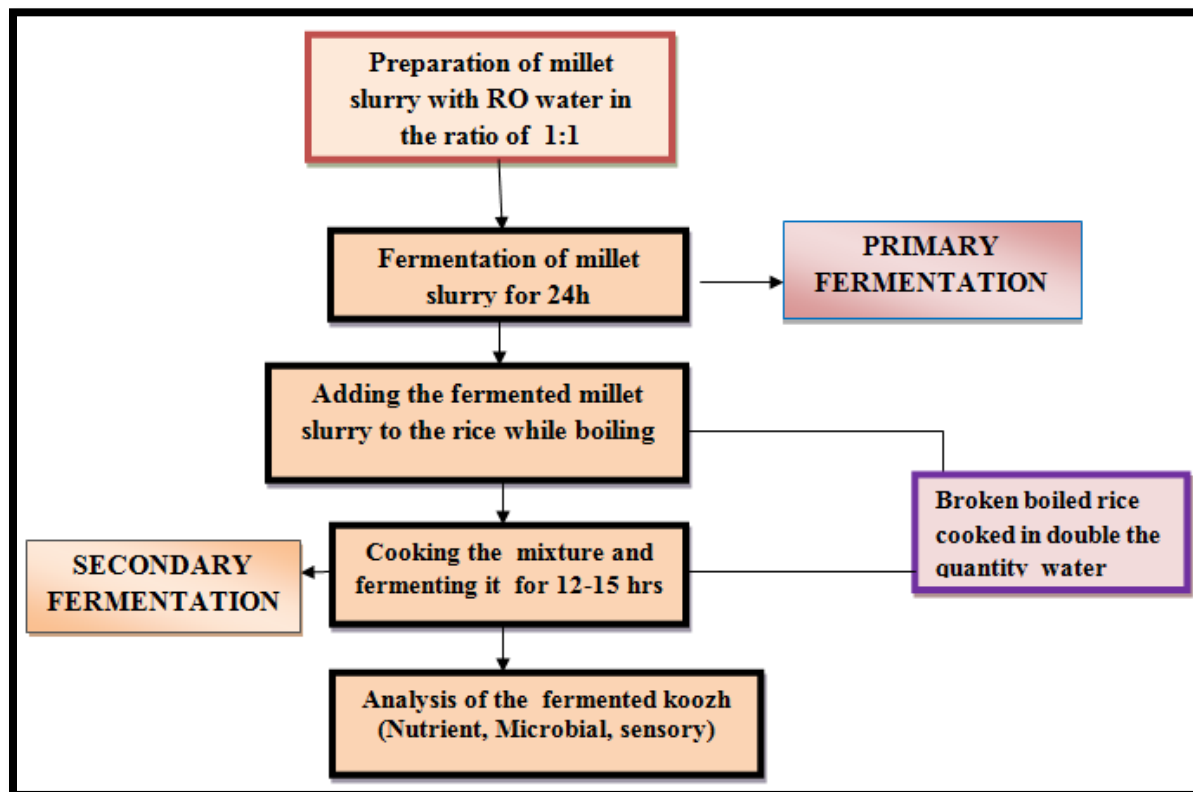 Preparation of millet
slurry with RO water in
the ratio of 1:1
Fermentation of millet
slurry for 24h
PRIMARY
FERMENTATION
Adding the fermented millet
slurry to the rice while boiling
Broken boiled rice
cooked in double the
quantity water
Cooking the mixture and
fermenting it for 12-15 hrs
SECONDARY
FERMENTATION
Analysis of the fermented koozh
(Nutrient, Microbial, sensory)